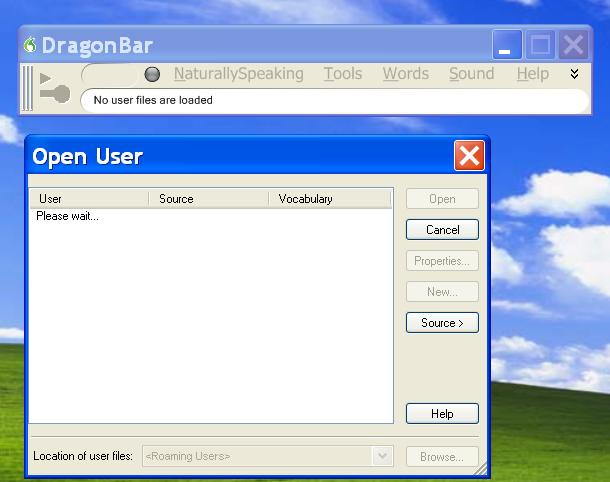 DragonBar
NaturallySpeaking Tools Words Sound Help
No user files are loaded
Open User
User Source Vocabulary
Please wait...
Open
Cancel
Properties...
New...
Source >
Help
Location of user files: <Roaming Users> Browse...